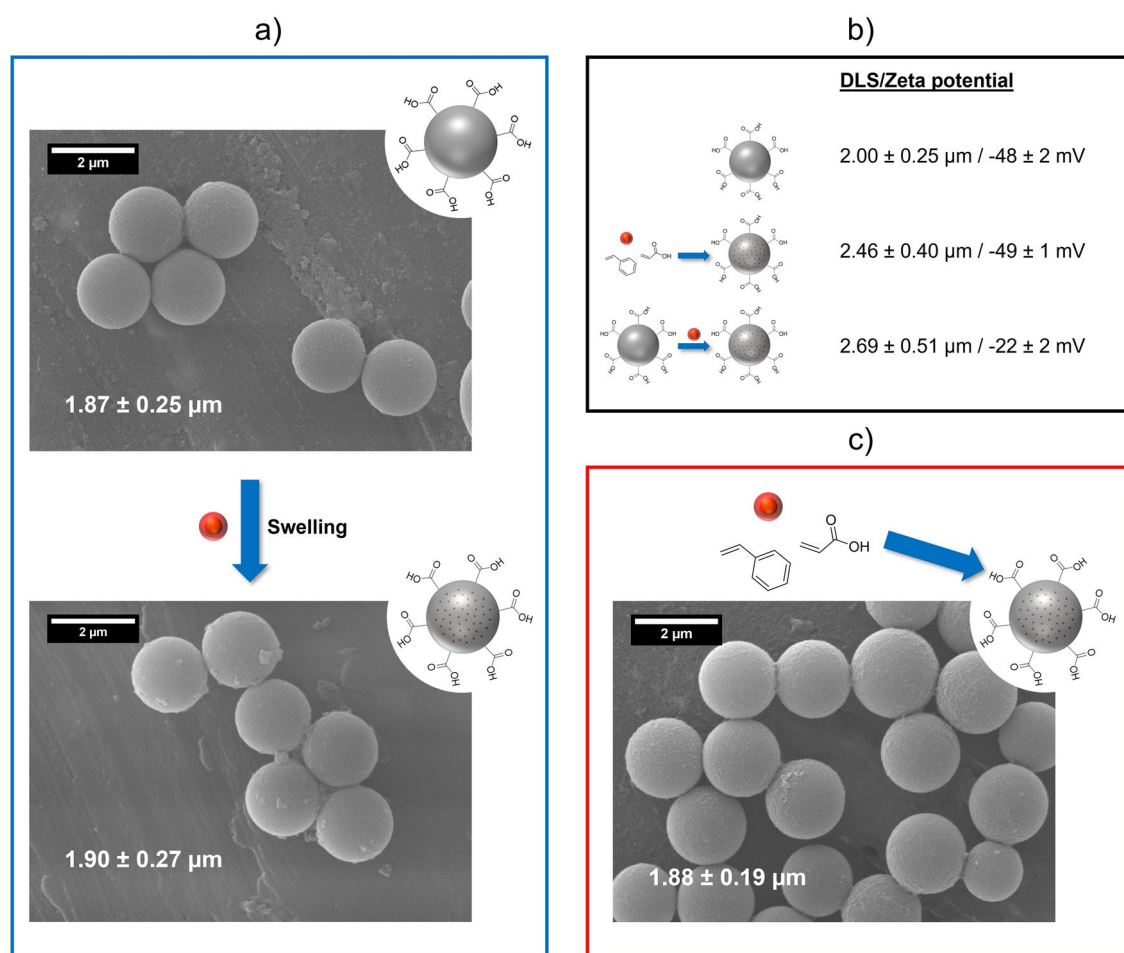 a)
2 µm
1.87 ± 0.25 µm
Swelling
2 µm
1.90 ± 0.27 µm
b)
DLS/Zeta potential
2.00 ± 0.25 µm / -48 ± 2 mV
2.46 ± 0.40 µm / -49 ± 1 mV
2.69 ± 0.51 µm / -22 ± 2 mV
c)
O
OH
2 µm
1.88 ± 0.19 µm